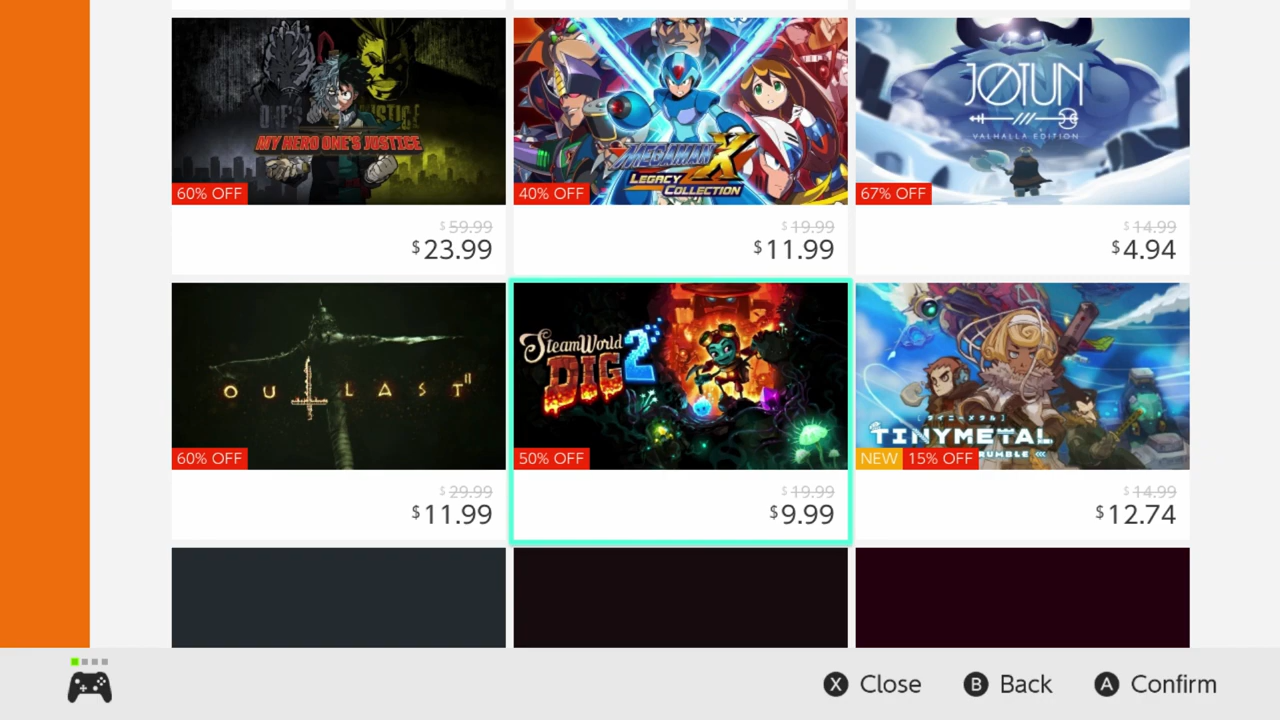 MY HERO ONE'S JUSTICE
60% OFF
$59.99
$23.99
MEGAMAN X
LEGACY
COLLECTION
40% OFF
$19.99
$11.99
JOTUN
VALHALLA EDITION
67% OFF
$14.99
$4.94
OUTLAST II
60% OFF
$29.99
$11.99
SteamWorld
DIG 2
50% OFF
$19.99
$9.99
TINYMETAL
RUMBLE
NEW 15% OFF
$14.99
$12.74
X Close
B Back
A Confirm